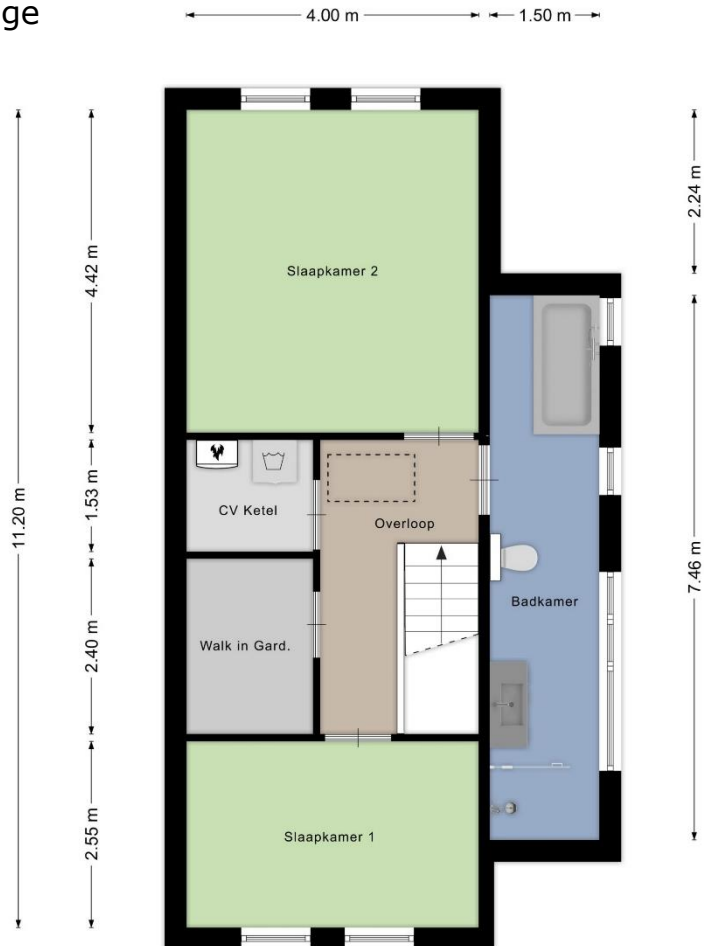 ge
4.00 m
1.50 m
2.24 m
4.42 m
Slaapkamer 2
11.20 m
1.53 m
CV Ketel
Overloop
7.46 m
Badkamer
2.40 m
Walk in Gard.
2.55 m
Slaapkamer 1